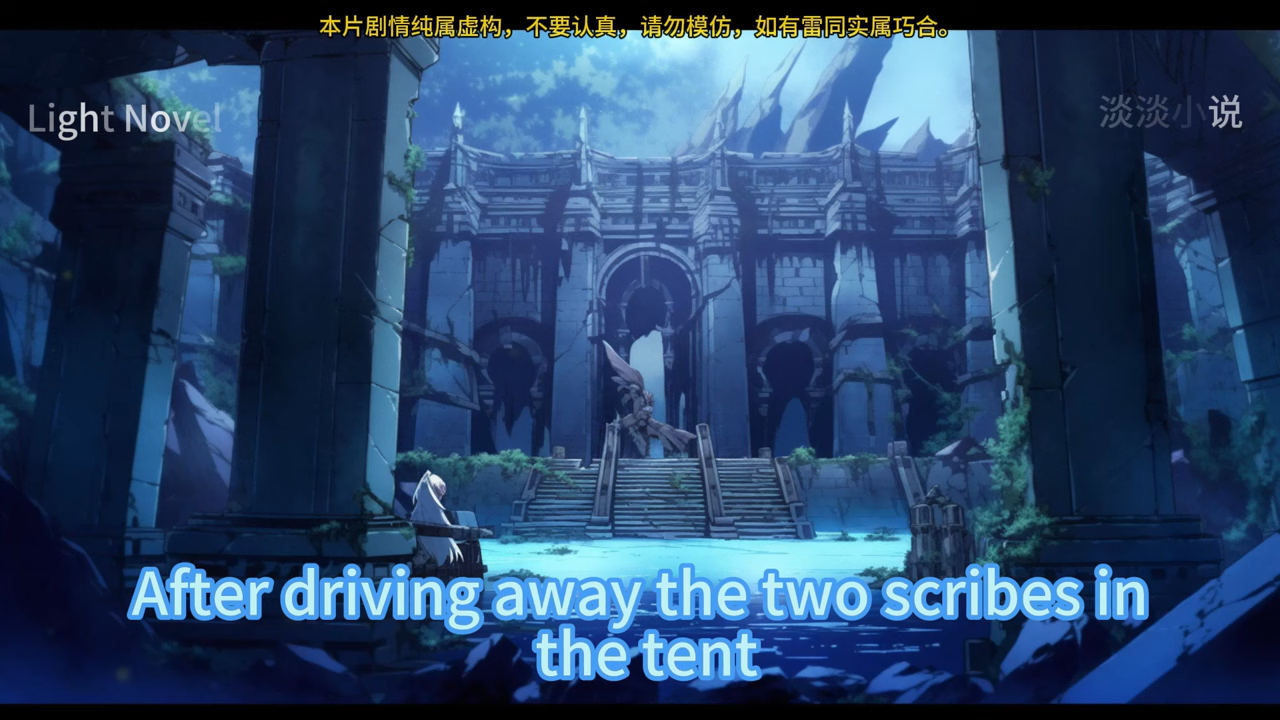 本片剧情纯属虚构，不要认真，请勿模仿，如有雷同实属巧合。
Light Novel
淡淡小说
After driving away the two scribes in
the tent